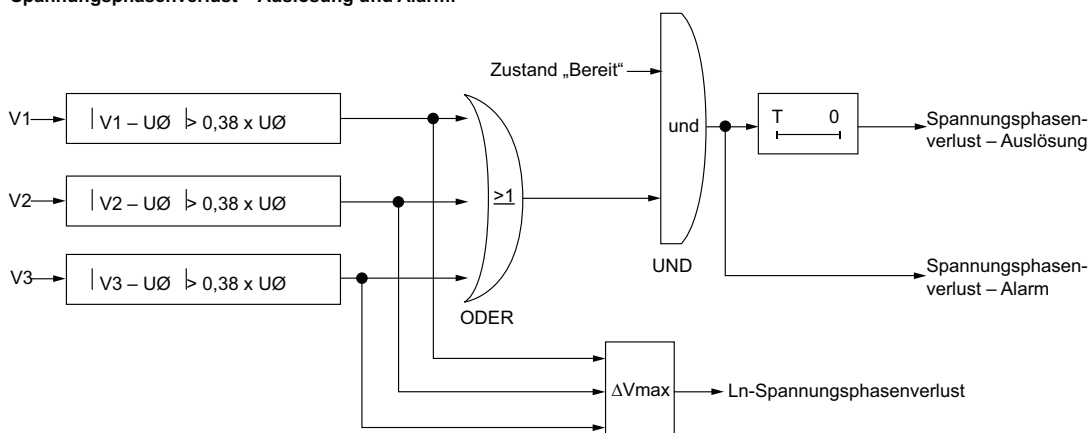 Spannungsphasenverlust – Auslösung und Alarm:
Zustand „Bereit“
V1
| V1 – UØ | > 0,38 x UØ
V2
| V2 – UØ | > 0,38 x UØ
V3
| V3 – UØ | > 0,38 x UØ
≥1
ODER
und
UND
T 0
Spannungsphasen-
verlust – Auslösung
Spannungsphasen-
verlust – Alarm
ΔVmax
Ln-Spannungsphasenverlust